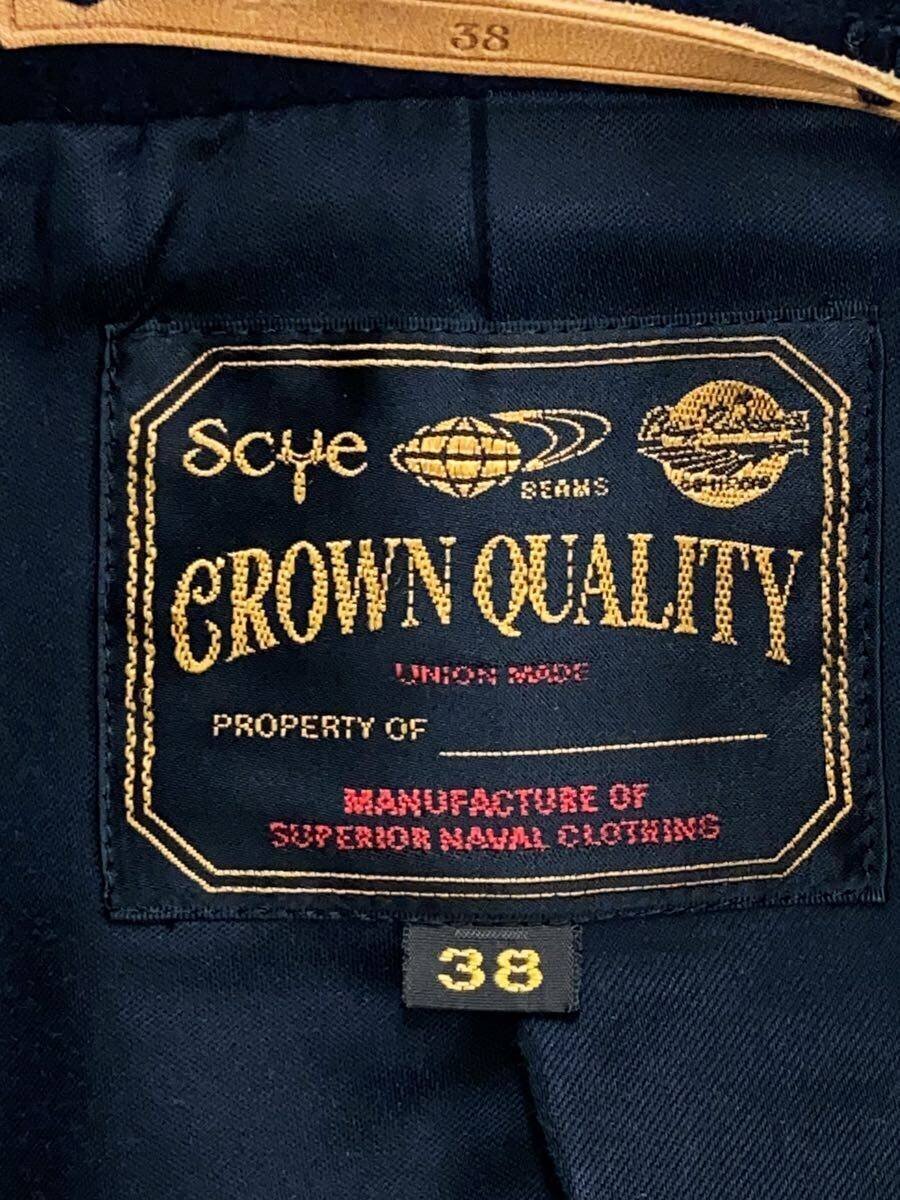 38
Scye
BEAMS
CROWN QUALITY
UNION MADE
PROPERTY OF
MANUFACTURE OF
SUPERIOR NAVAL CLOTHING
38